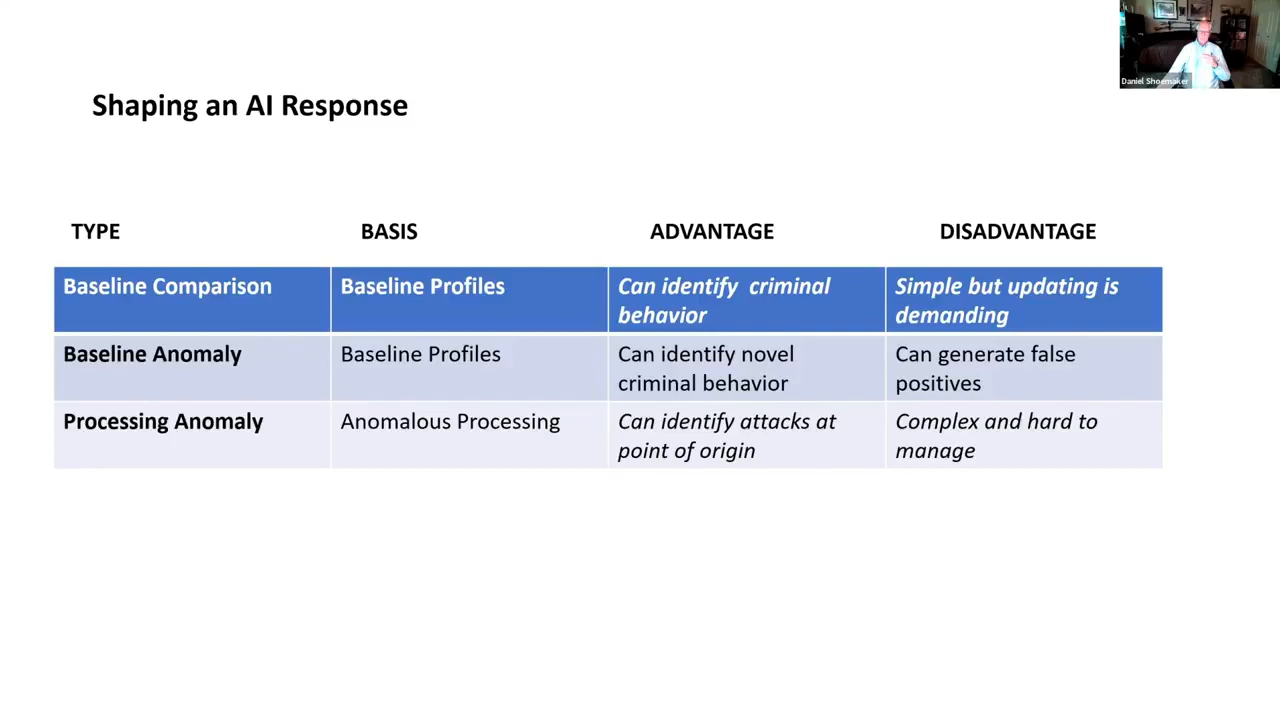 Daniel Shoemaker
Shaping an AI Response
TYPE BASIS ADVANTAGE DISADVANTAGE
Baseline Comparison Baseline Profiles Can identify criminal Simple but updating is
behavior demanding
Baseline Anomaly Baseline Profiles Can identify novel Can generate false
criminal behavior positives
Processing Anomaly Anomalous Processing Can identify attacks at Complex and hard to
point of origin manage